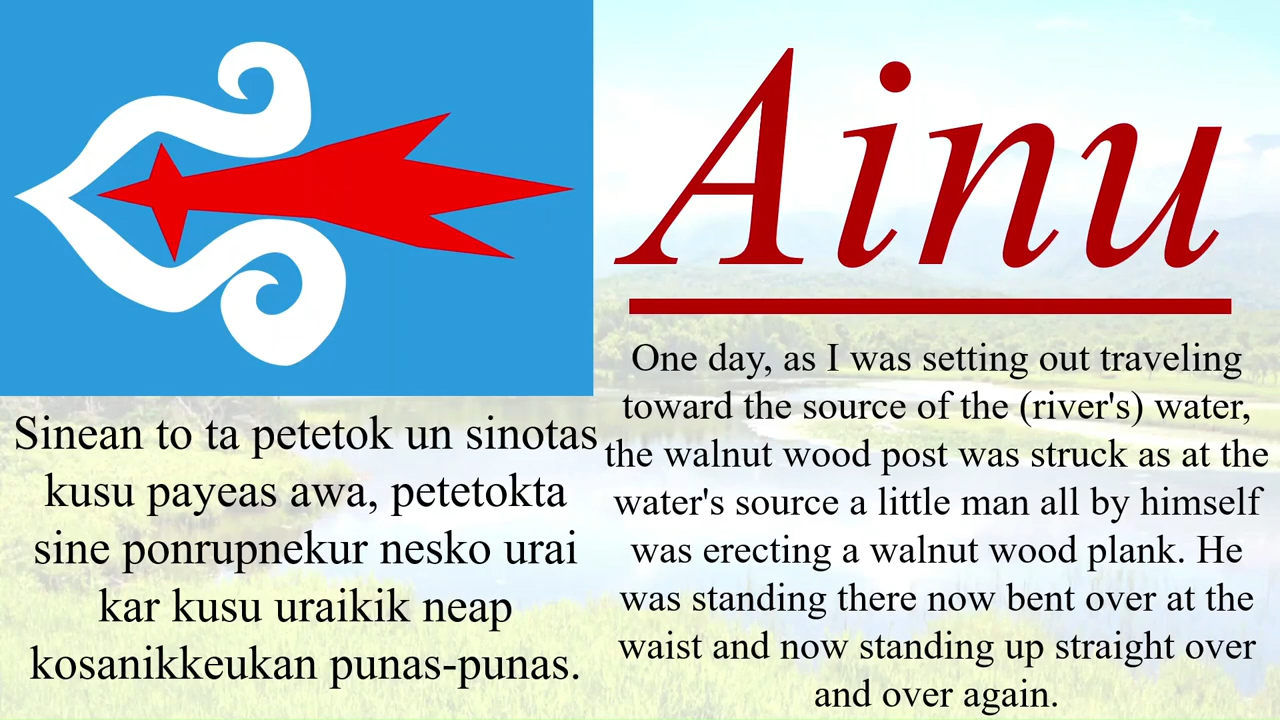 Ainu
Sinean to ta petetok un sinotas
kusu payeas awa, petetokta
sine ponrupnekur nesko urai
kar kusu uraikik neap
kosanikkeukan punas-punas.
One day, as I was setting out traveling
toward the source of the (river's) water,
the walnut wood post was struck as at the
water's source a little man all by himself
was erecting a walnut wood plank. He
was standing there now bent over at the
waist and now standing up straight over
and over again.